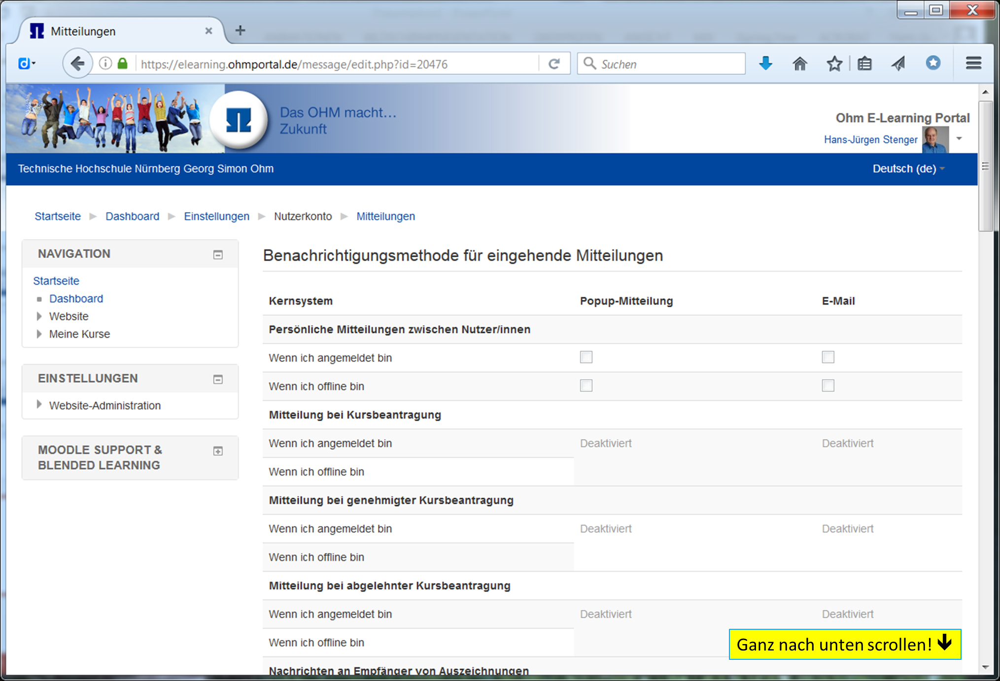 Mitteilungen
https://elearning.ohmportal.de/message/edit.php?id=20476
Suchen
Das OHM macht...
Zukunft
Ohm E-Learning Portal
Hans-Jürgen Stenger
Technische Hochschule Nürnberg Georg Simon Ohm
Deutsch (de)
Startseite Dashboard Einstellungen Nutzerkonto Mitteilungen
NAVIGATION
Startseite
Dashboard
Website
Meine Kurse
EINSTELLUNGEN
Website-Administration
MOODLE SUPPORT &
BLENDED LEARNING
Benachrichtigungsmethode für eingehende Mitteilungen
Kernsystem Popup-Mitteilung E-Mail
Persönliche Mitteilungen zwischen Nutzer/innen
Wenn ich angemeldet bin
Wenn ich offline bin
Mitteilung bei Kursbeantragung
Wenn ich angemeldet bin Deaktiviert Deaktiviert
Wenn ich offline bin
Mitteilung bei genehmigter Kursbeantragung
Wenn ich angemeldet bin Deaktiviert Deaktiviert
Wenn ich offline bin
Mitteilung bei abgelehnter Kursbeantragung
Wenn ich angemeldet bin Deaktiviert Deaktiviert
Wenn ich offline bin
Ganz nach unten scrollen!
Nachrichten an Empfänger von Auszeichnungen